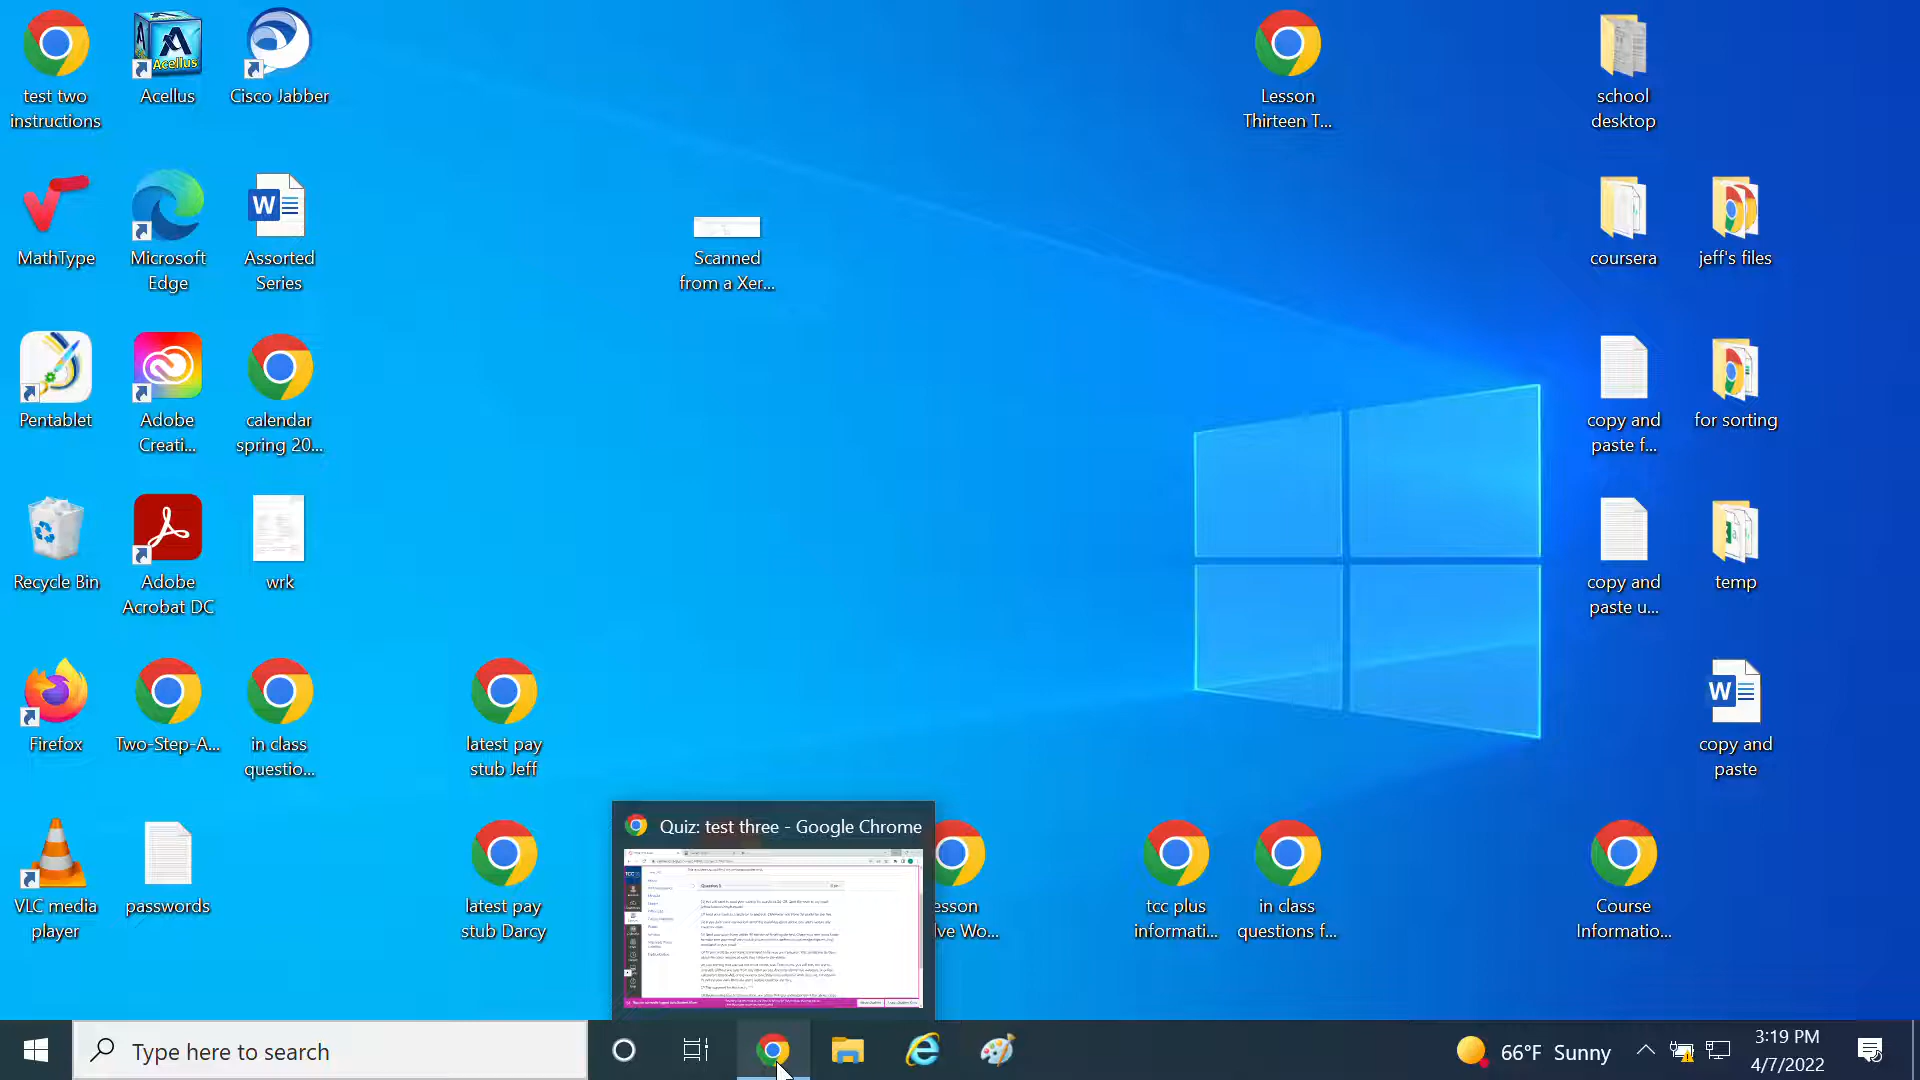 test two
instructions
Acellus
Acellus
Cisco Jabber
Lesson
Thirteen T...
school
desktop
MathType
Microsoft
Edge
Assorted
Series
Scanned
from a Xer...
coursera
jeff's files
Pentablet
Adobe
Creati...
calendar
spring 20...
copy and
paste f...
for sorting
Recycle Bin
Adobe
Acrobat DC
wrk
copy and
paste u...
temp
Firefox
Two-Step-A...
in class
questio...
latest pay
stub Jeff
copy and
paste
Quiz: test three - Google Chrome
VLC media
player
passwords
latest pay
stub Darcy
esson
lve Wo...
tcc plus
informati...
in class
questions f...
Course
Informatio...
Type here to search
66°F Sunny
3:19 PM
4/7/2022